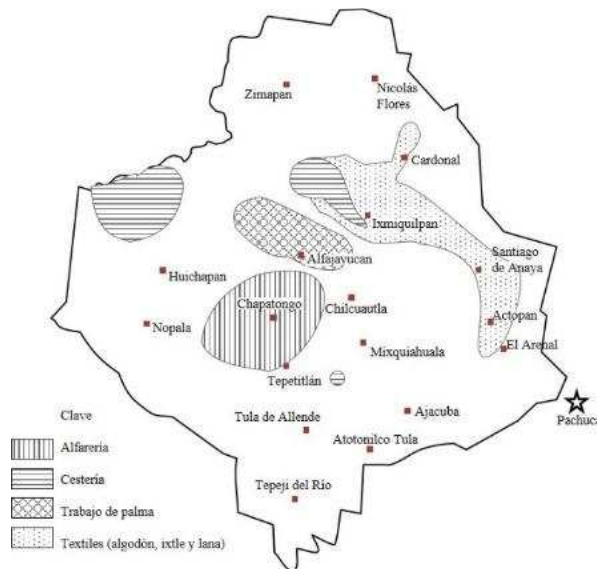 Zimapan
Nicolás
Flores
Cardonal
Ixmiquilpan
Alfajayucan
Santiago
de Anaya
Huichapan
Chapatongo
Chilcuautla
Actopan
Nopala
Mixquiahuala
El Arenal
Tepetitlán
Pachuca
Clave
Tula de Allende
Ajacuba
Alfareria
Atotonilco Tula
Cestería
Tepeji del Río
Trabajo de palma
Textiles (algodón, ixtle y lana)